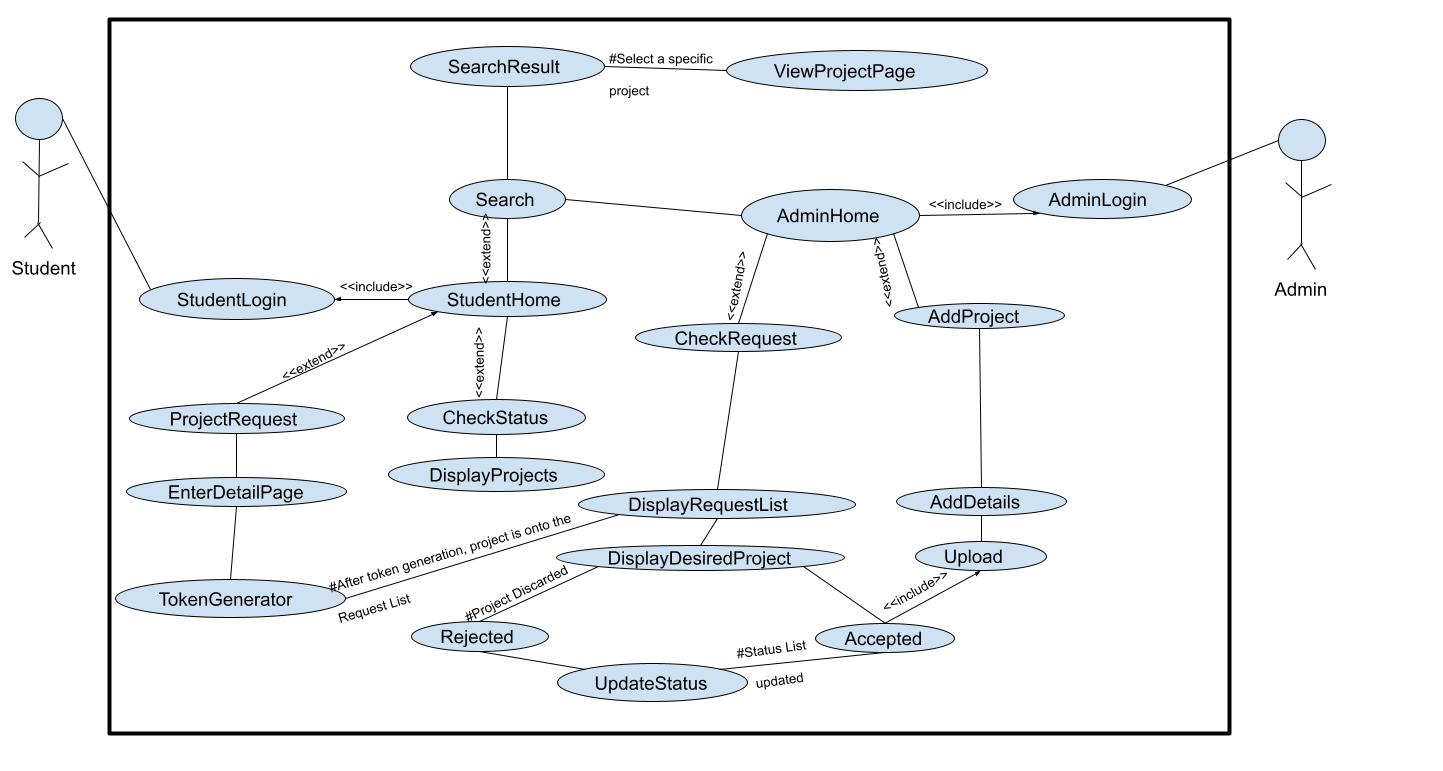 SearchResult
#Select a specific
project
ViewProjectPage
Student
Admin
Search
AdminHome
<<include>>
AdminLogin
<<extend>>
StudentLogin
<<include>>
StudentHome
<<extend>>
<<extend>>
CheckRequest
AddProject
<<extend>>
<<extend>>
ProjectRequest
CheckStatus
DisplayProjects
EnterDetailPage
DisplayRequestList
AddDetails
#After token generation, project is onto the
Request List
DisplayDesiredProject
Upload
TokenGenerator
#Project Discarded
<<include>>
Rejected
Accepted
#Status List
updated
UpdateStatus